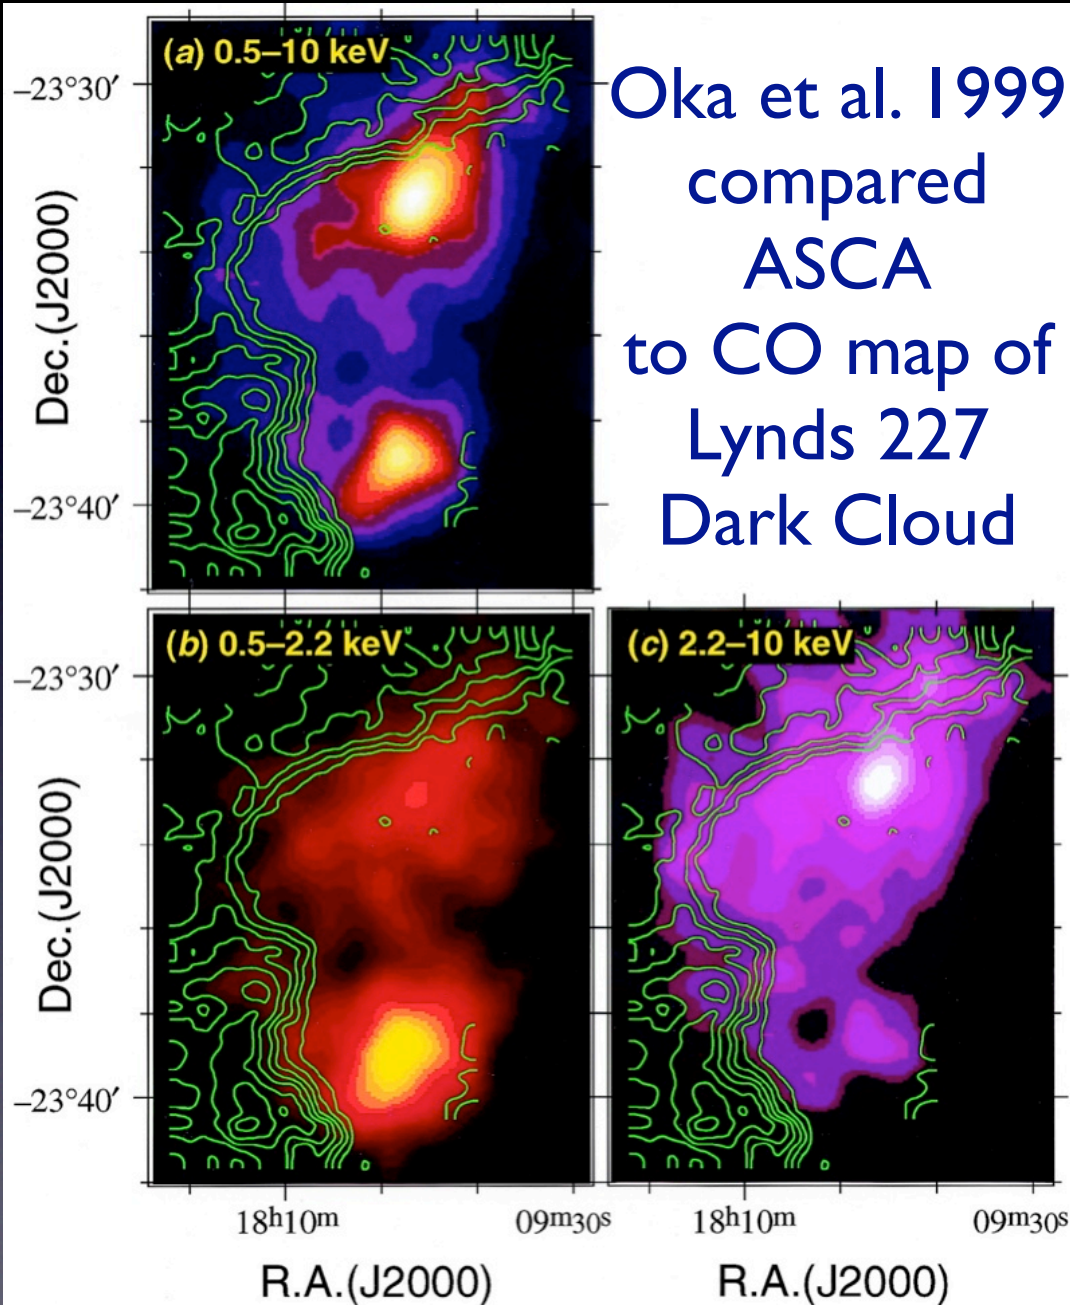 (a) 0.5–10 keV
–23°30′
–23°40′
Dec.(J2000)
Oka et al. 1999
compared
ASCA
to CO map of
Lynds 227
Dark Cloud
(b) 0.5–2.2 keV
(c) 2.2–10 keV
–23°30′
–23°40′
Dec.(J2000)
18h10m
09m30s
18h10m
09m30s
R.A.(J2000)
R.A.(J2000)